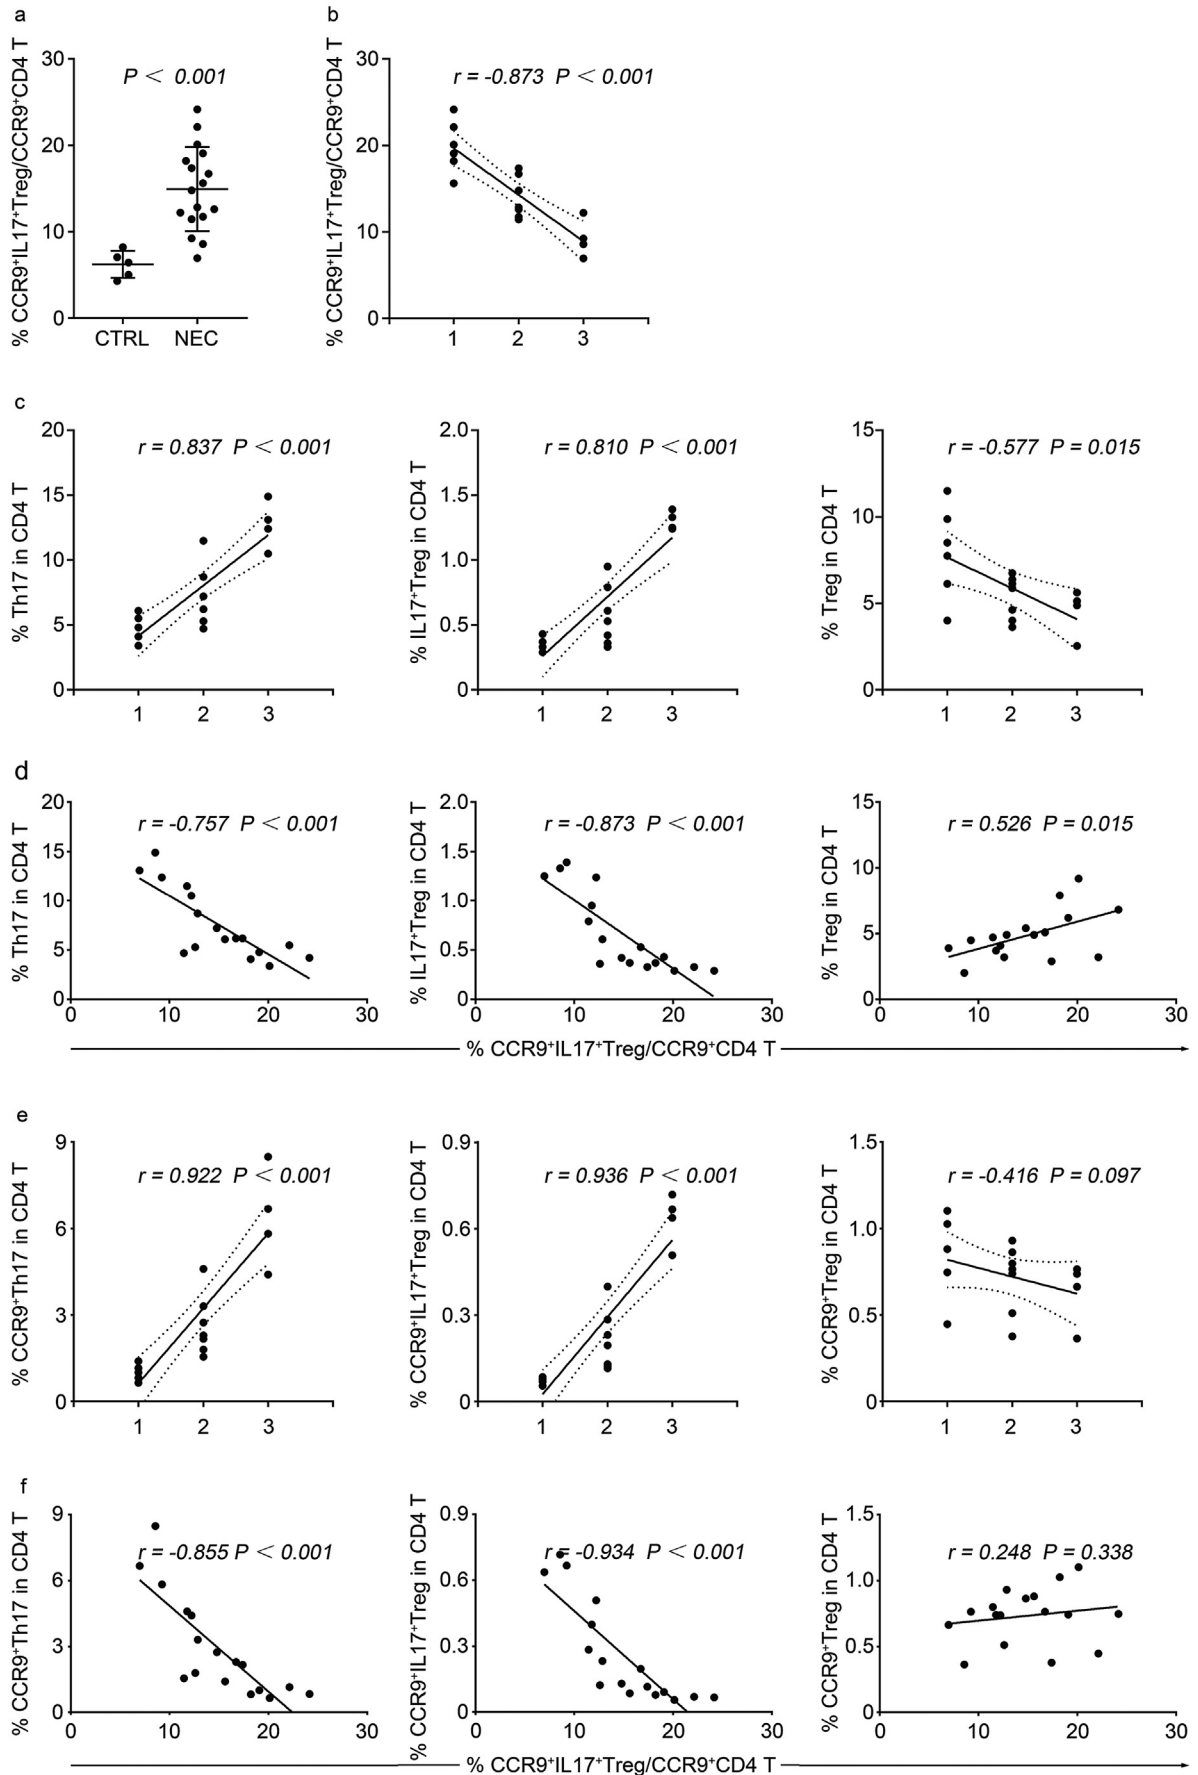 a
% CCR9+IL17+Treg/CCR9+CD4 T
30
20
10
0
P < 0.001
CTRL NEC
b
% CCR9+IL17+Treg/CCR9+CD4 T
30
20
10
0
r = -0.873 P < 0.001
1 2 3
c
% Th17 in CD4 T
20
15
10
5
0
r = 0.837 P < 0.001
1 2 3
% IL17+Treg in CD4 T
2.0
1.5
1.0
0.5
0
r = 0.810 P < 0.001
1 2 3
% Treg in CD4 T
15
10
5
0
r = -0.577 P = 0.015
1 2 3
d
% Th17 in CD4 T
20
15
10
5
0
r = -0.757 P < 0.001
0 10 20 30
% IL17+Treg in CD4 T
2.0
1.5
1.0
0.5
0
r = -0.873 P < 0.001
0 10 20 30
% Treg in CD4 T
15
10
5
0
r = 0.526 P = 0.015
0 10 20 30
% CCR9+IL17+Treg/CCR9+CD4 T
e
% CCR9+Th17 in CD4 T
9
6
3
0
r = 0.922 P < 0.001
1 2 3
% CCR9+IL17+Treg in CD4 T
0.9
0.6
0.3
0
r = 0.936 P < 0.001
1 2 3
% CCR9+Treg in CD4 T
1.5
1.0
0.5
0
r = -0.416 P = 0.097
1 2 3
f
% CCR9+Th17 in CD4 T
9
6
3
0
r = -0.855 P < 0.001
0 10 20 30
% CCR9+IL17+Treg in CD4 T
0.9
0.6
0.3
0
r = -0.934 P < 0.001
0 10 20 30
% CCR9+Treg in CD4 T
1.5
1.0
0.5
0
r = 0.248 P = 0.338
0 10 20 30
% CCR9+IL17+Treg/CCR9+CD4 T